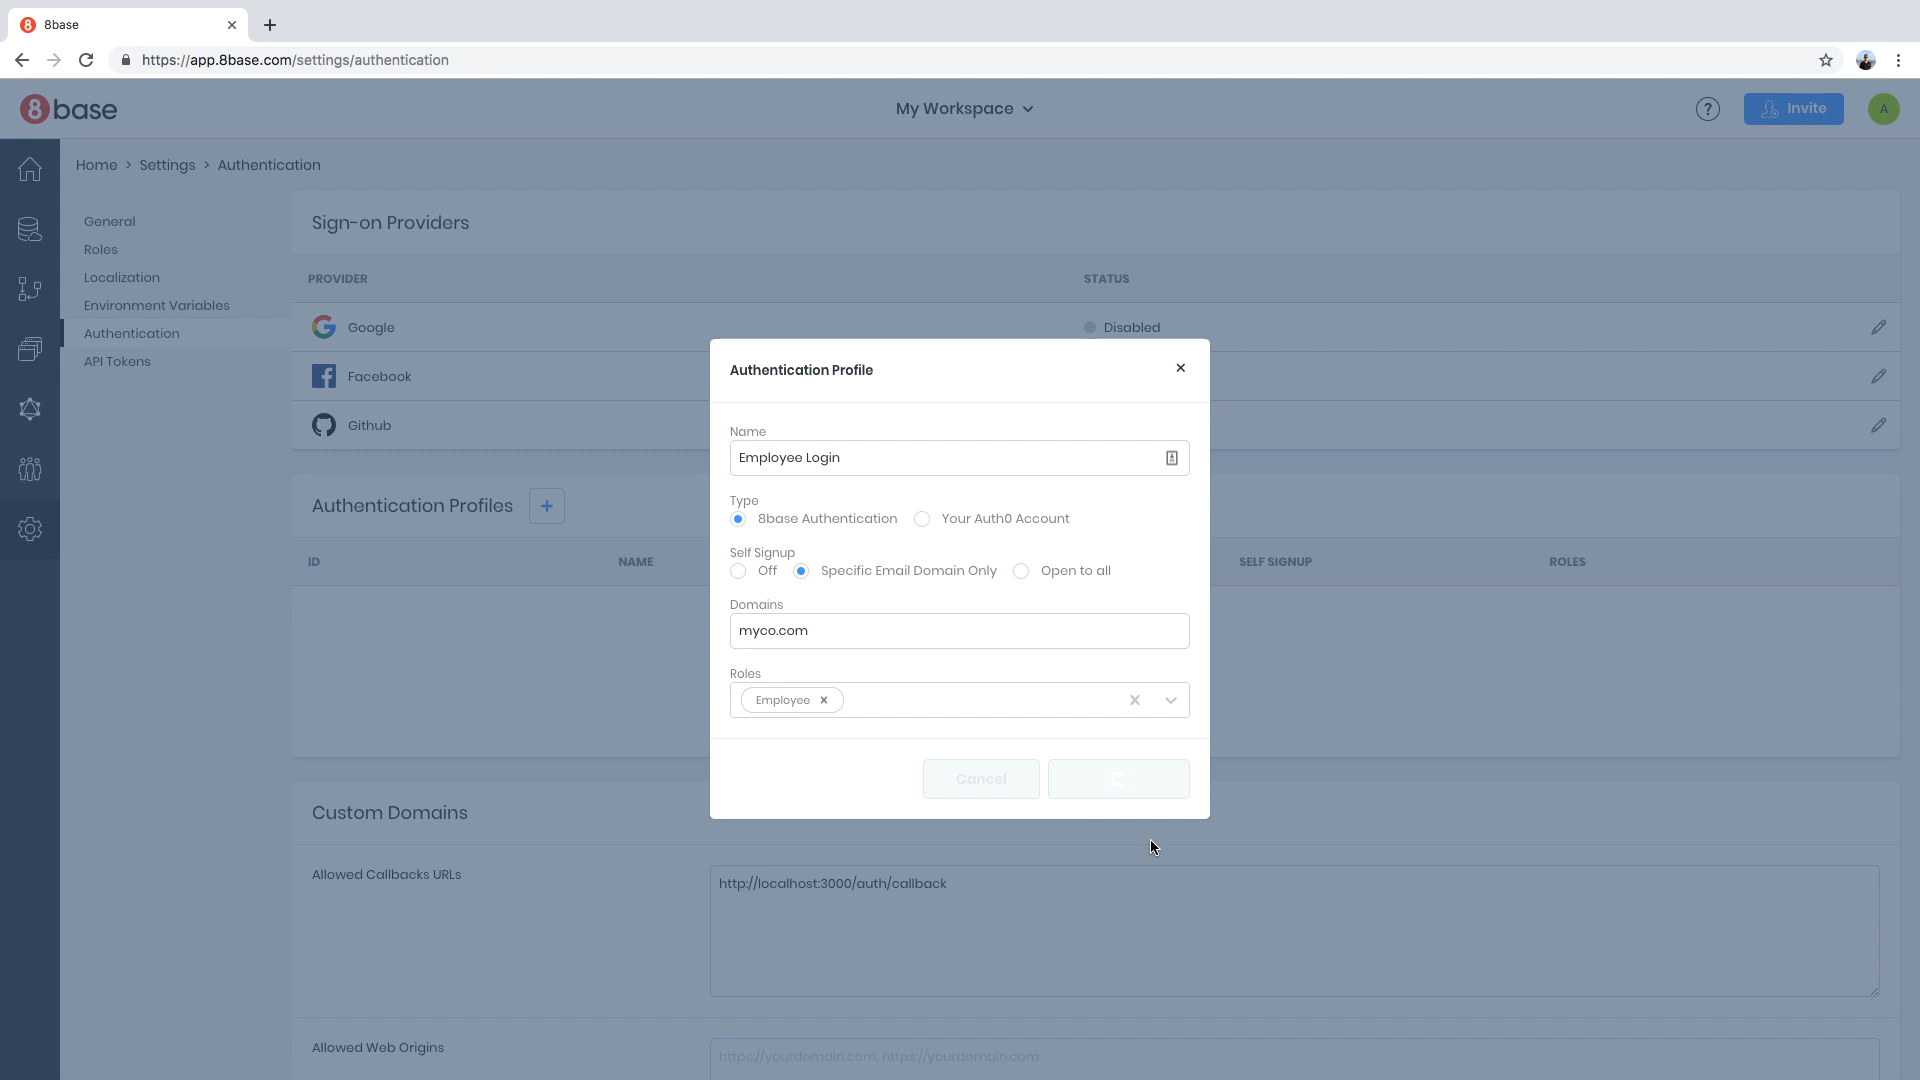 8base
https://app.8base.com/settings/authentication
8base
My Workspace
?
Invite
A
Home > Settings > Authentication
General
Roles
Localization
Environment Variables
Authentication
API Tokens
Sign-on Providers
PROVIDER STATUS
Google Disabled
Facebook
Github
Authentication Profiles +
ID NAME SELF SIGNUP ROLES
Authentication Profile
Name
Employee Login
Type
8base Authentication Your Auth0 Account
Self Signup
Off Specific Email Domain Only Open to all
Domains
myco.com
Roles
Employee
Cancel
Custom Domains
Allowed Callbacks URLs
http://localhost:3000/auth/callback
Allowed Web Origins
https://yourdomain.com, https://yourdomain.com